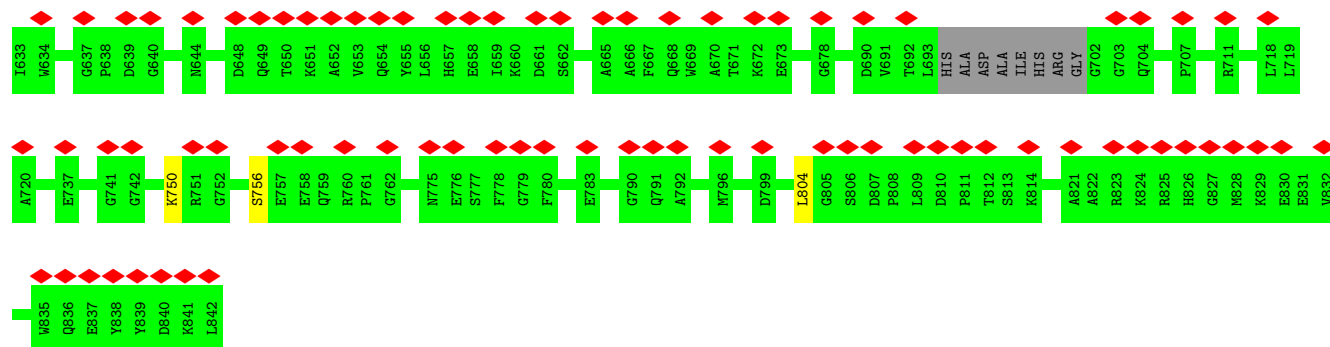 I633 W634 G637 P638 D639 G640 N644 D648 Q649 T650 K651 A652 V653 Q654 Y655 L656 H657 E658 I659 K660 D661 S662 A665 A666 F667 Q668 W669 A670 T671 K672 E673 G678 D690 V691 T692 L693 HIS ALA ASP ALA ILE HIS ARG GLY G702 G703 Q704 P707 R711 L718 L719
A720 E737 G741 G742 K750 R751 G752 S756 E757 E758 Q759 R760 P761 G762 N775 E776 S777 F778 G779 F780 E783 G790 Q791 A792 M796 D799 L804 G805 S806 D807 P808 L809 D810 P811 T812 S813 K814 A821 A822 R823 K824 R825 H826 G827 M828 K829 E830 E831 V832
W835 Q836 E837 Y838 Y839 D840 K841 L842